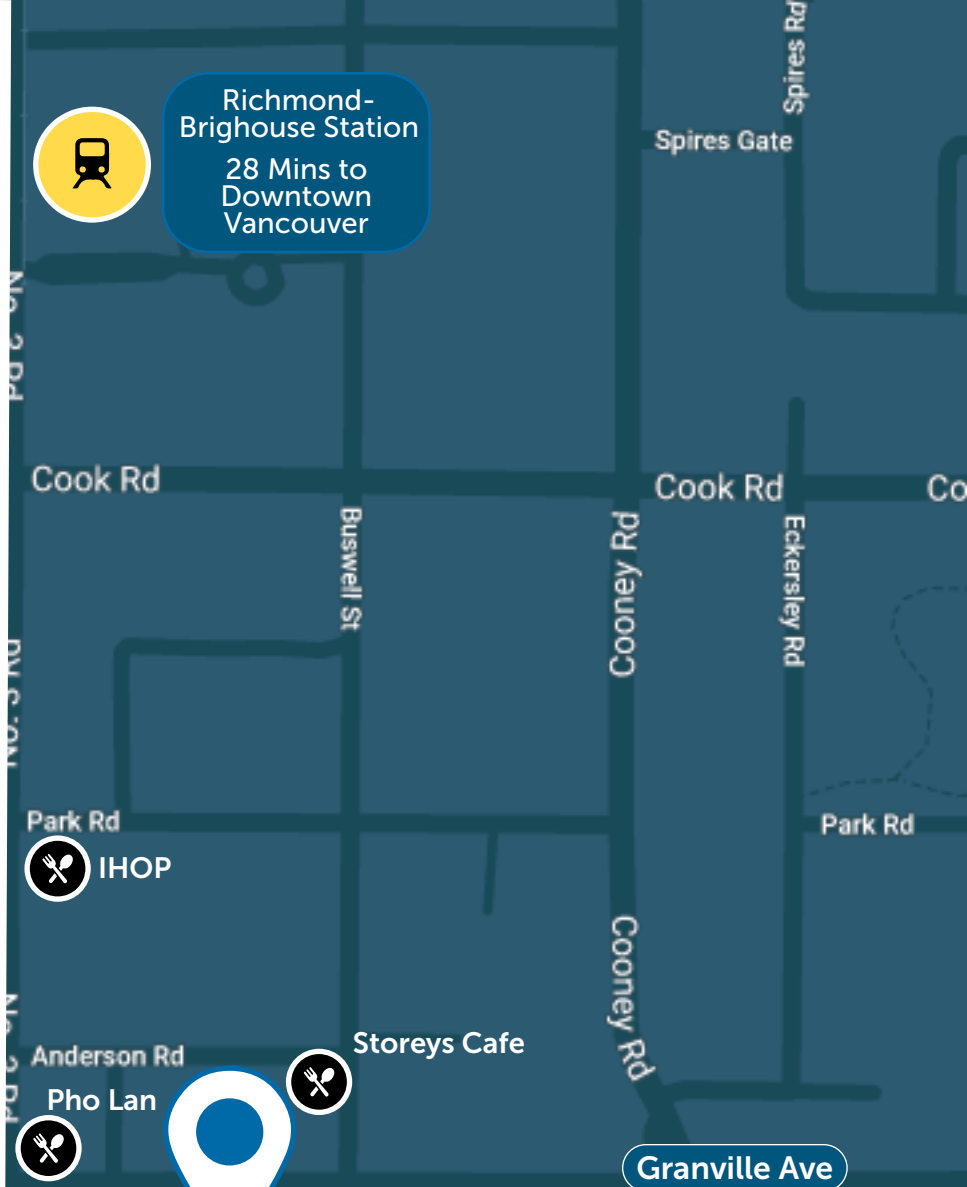 Spires Rd
Richmond-
Brighouse Station
28 Mins to
Downtown
Vancouver
Spires Gate
Cook Rd
Cook Rd
Co
Buswell St
Cooney Rd
Eckersley Rd
Park Rd
Park Rd
IHOP
Cooney Rd
Storeys Cafe
Anderson Rd
Pho Lan
Granville Ave